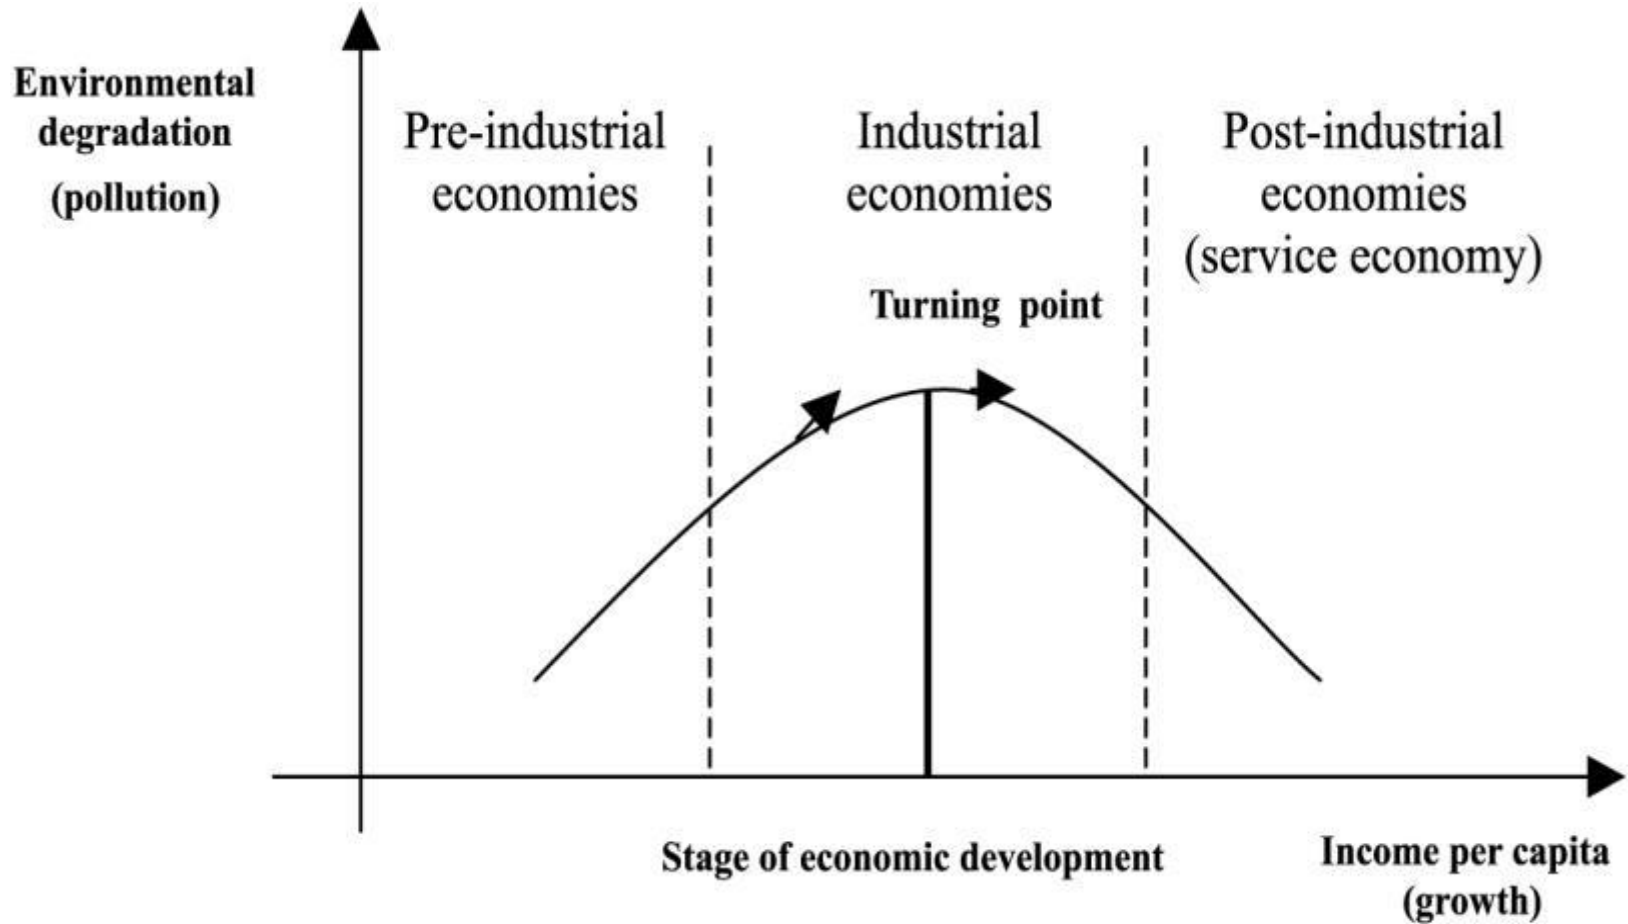 Environmental
degradation
(pollution)
Pre-industrial
economies
Industrial
economies
Post-industrial
economies
(service economy)
Turning point
Stage of economic development
Income per capita
(growth)